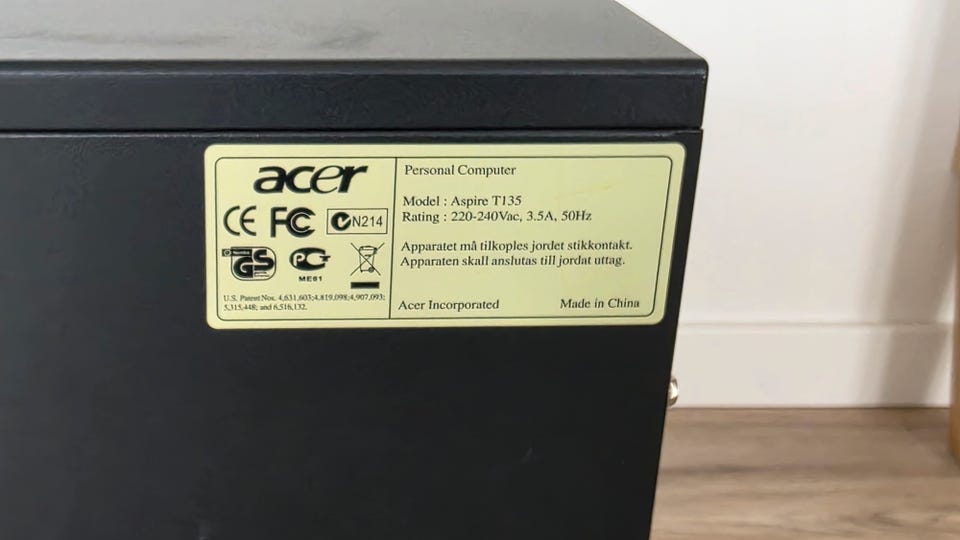 acer
CE FC N214
GS PG
ME61
U.S. Patent Nos. 4,631,603;4,819,098;4,907,093;
5,315,448; and 6,516,132.
Personal Computer
Model : Aspire T135
Rating : 220-240Vac, 3.5A, 50Hz
Apparatet må tilkoples jordet stikkontakt.
Apparaten skall anslutas till jordat uttag.
Acer Incorporated Made in China